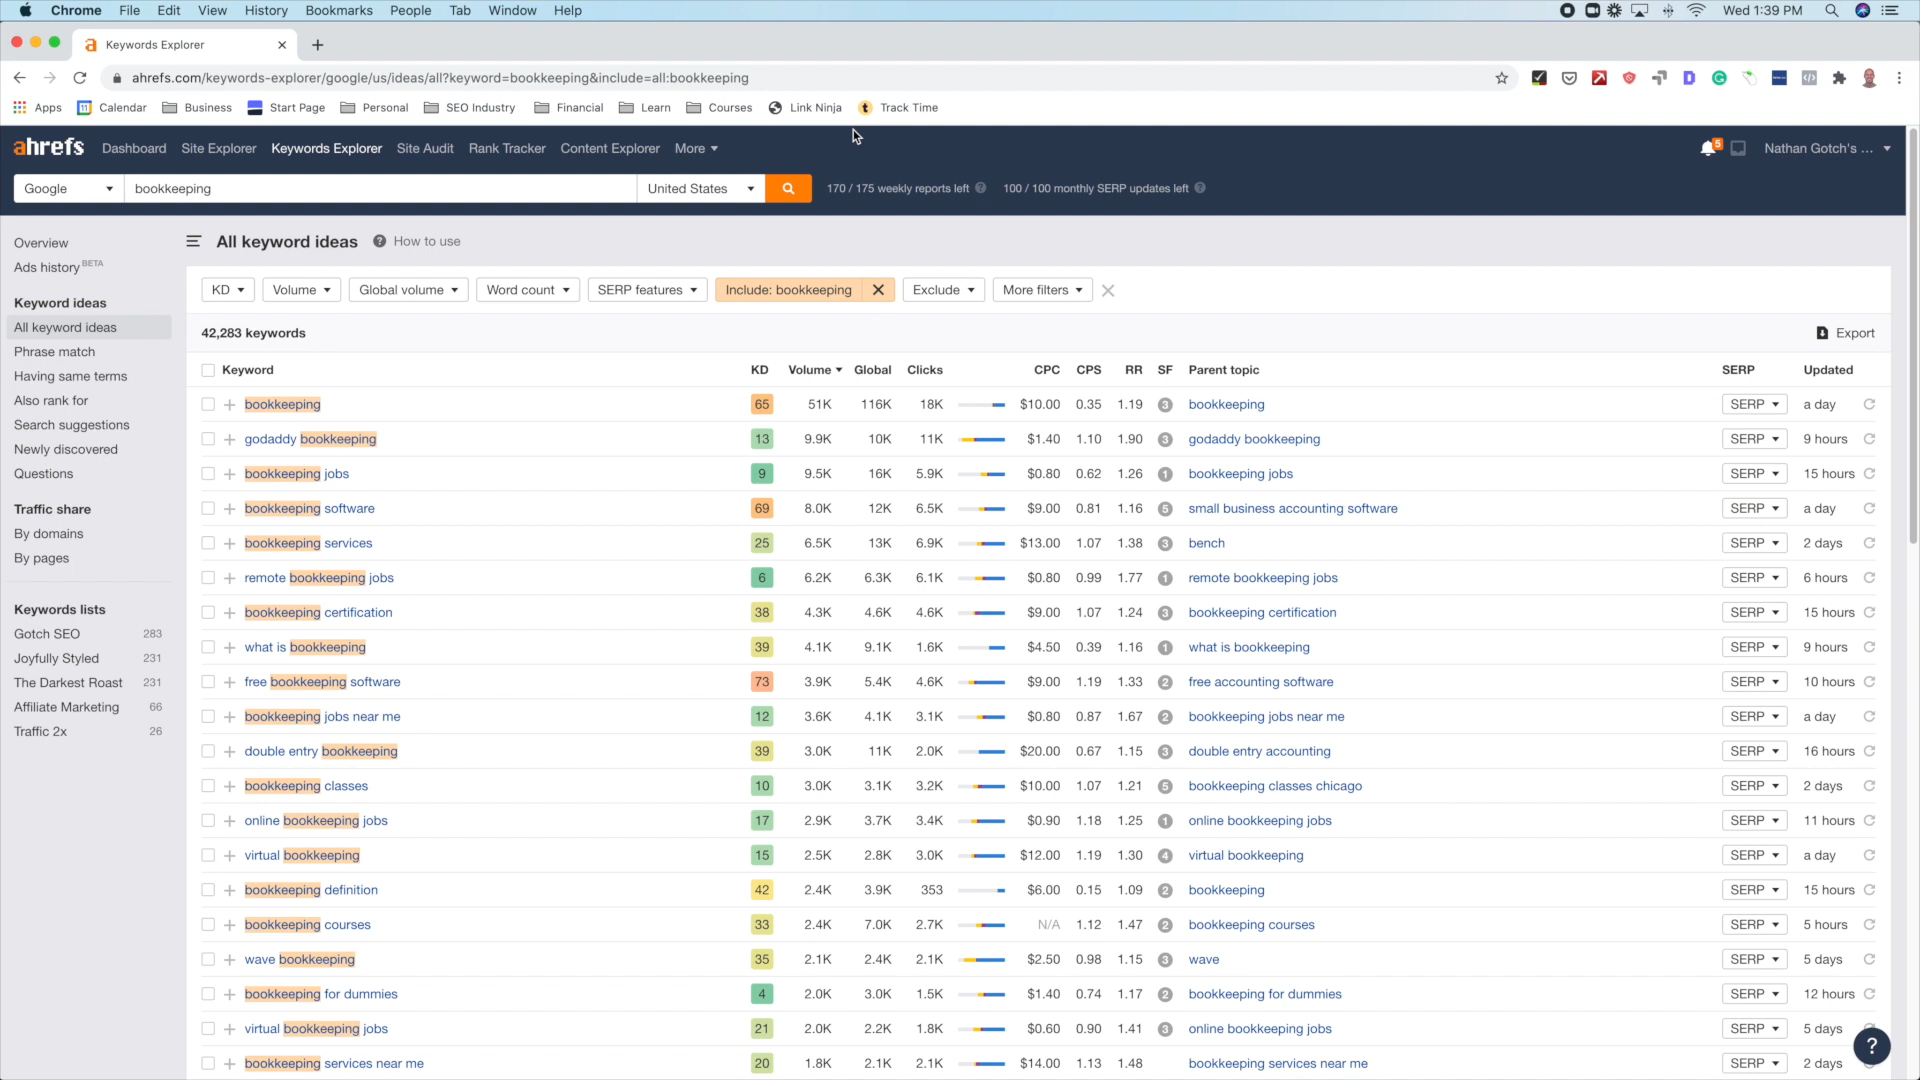 Chrome File Edit View History Bookmarks People Tab Window Help Wed 1:39 PM
Keywords Explorer
ahrefs.com/keywords-explorer/google/us/ideas/all?keyword=bookkeeping&include=all:bookkeeping
Apps Calendar Business Start Page Personal SEO Industry Financial Learn Courses Link Ninja Track Time
ahrefs Dashboard Site Explorer Keywords Explorer Site Audit Rank Tracker Content Explorer More 5 Nathan Gotch's ...
Google bookkeeping United States 170 / 175 weekly reports left 100 / 100 monthly SERP updates left
Overview
Ads history BETA
Keyword ideas
All keyword ideas
Phrase match
Having same terms
Also rank for
Search suggestions
Newly discovered
Questions
Traffic share
By domains
By pages
Keywords lists
Gotch SEO 283
Joyfully Styled 231
The Darkest Roast 231
Affiliate Marketing 66
Traffic 2x 26
All keyword ideas ? How to use
KD Volume Global volume Word count SERP features Include: bookkeeping Exclude More filters
42,283 keywords Export
Keyword KD Volume Global Clicks CPC CPS RR SF Parent topic SERP Updated
bookkeeping 65 51K 116K 18K $10.00 0.35 1.19 3 bookkeeping SERP a day
godaddy bookkeeping 13 9.9K 10K 11K $1.40 1.10 1.90 3 godaddy bookkeeping SERP 9 hours
bookkeeping jobs 9 9.5K 16K 5.9K $0.80 0.62 1.26 1 bookkeeping jobs SERP 15 hours
bookkeeping software 69 8.0K 12K 6.5K $9.00 0.81 1.16 5 small business accounting software SERP a day
bookkeeping services 25 6.5K 13K 6.9K $13.00 1.07 1.38 3 bench SERP 2 days
remote bookkeeping jobs 6 6.2K 6.3K 6.1K $0.80 0.99 1.77 1 remote bookkeeping jobs SERP 6 hours
bookkeeping certification 38 4.3K 4.6K 4.6K $9.00 1.07 1.24 3 bookkeeping certification SERP 15 hours
what is bookkeeping 39 4.1K 9.1K 1.6K $4.50 0.39 1.16 1 what is bookkeeping SERP 9 hours
free bookkeeping software 73 3.9K 5.4K 4.6K $9.00 1.19 1.33 2 free accounting software SERP 10 hours
bookkeeping jobs near me 12 3.6K 4.1K 3.1K $0.80 0.87 1.67 2 bookkeeping jobs near me SERP a day
double entry bookkeeping 39 3.0K 11K 2.0K $20.00 0.67 1.15 3 double entry accounting SERP 16 hours
bookkeeping classes 10 3.0K 3.1K 3.2K $10.00 1.07 1.21 5 bookkeeping classes chicago SERP 2 days
online bookkeeping jobs 17 2.9K 3.7K 3.4K $0.90 1.18 1.25 1 online bookkeeping jobs SERP 11 hours
virtual bookkeeping 15 2.5K 2.8K 3.0K $12.00 1.19 1.30 4 virtual bookkeeping SERP a day
bookkeeping definition 42 2.4K 3.9K 353 $6.00 0.15 1.09 2 bookkeeping SERP 15 hours
bookkeeping courses 33 2.4K 7.0K 2.7K N/A 1.12 1.47 2 bookkeeping courses SERP 5 hours
wave bookkeeping 35 2.1K 2.4K 2.1K $2.50 0.98 1.15 3 wave SERP 5 days
bookkeeping for dummies 4 2.0K 3.0K 1.5K $1.40 0.74 1.17 2 bookkeeping for dummies SERP 12 hours
virtual bookkeeping jobs 21 2.0K 2.2K 1.8K $0.60 0.90 1.41 3 online bookkeeping jobs SERP 5 days
bookkeeping services near me 20 1.8K 2.1K 2.1K $14.00 1.13 1.48 bookkeeping services near me SERP 2 days
?